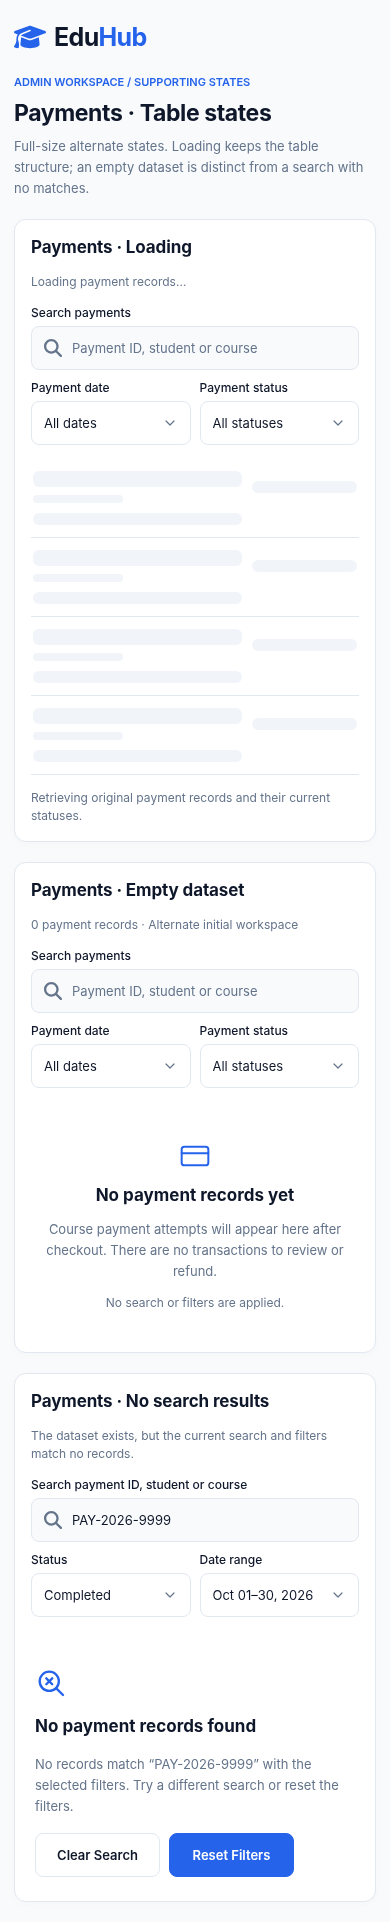 EduHub
ADMIN WORKSPACE / SUPPORTING STATES
Payments · Table states
Full-size alternate states. Loading keeps the table
structure; an empty dataset is distinct from a search with
no matches.
Payments · Loading
Loading payment records...
Search payments
Payment ID, student or course
Payment date
Payment status
All dates
All statuses
Retrieving original payment records and their current
statuses.
Payments · Empty dataset
0 payment records · Alternate initial workspace
Search payments
Payment ID, student or course
Payment date
Payment status
All dates
All statuses
No payment records yet
Course payment attempts will appear here after
checkout. There are no transactions to review or
refund.
No search or filters are applied.
Payments · No search results
The dataset exists, but the current search and filters
match no records.
Search payment ID, student or course
PAY-2026-9999
Status
Date range
Completed
Oct 01–30, 2026
No payment records found
No records match “PAY-2026-9999” with the
selected filters. Try a different search or reset the
filters.
Clear Search
Reset Filters